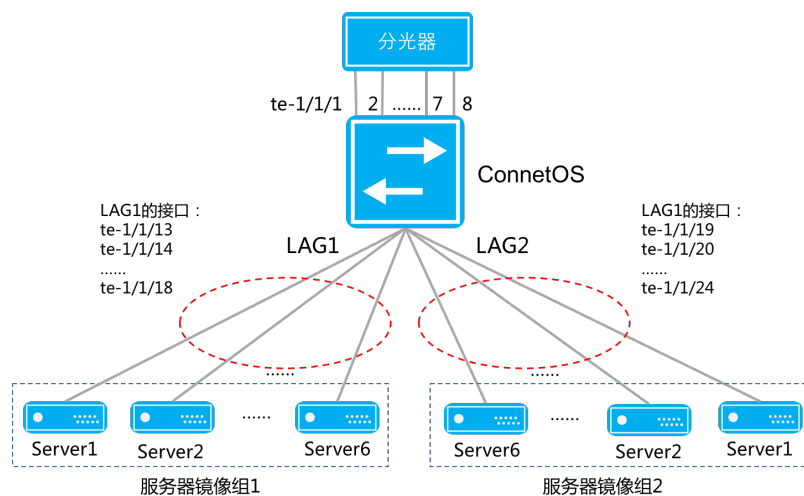 分光器
te-1/1/1 2 ...... 7 8
ConnetOS
LAG1的接口：
te-1/1/13
te-1/1/14
......
te-1/1/18
LAG1 LAG2
LAG1的接口：
te-1/1/19
te-1/1/20
......
te-1/1/24
...... ......
...... ......
Server1 Server2 Server6 Server6 Server2 Server1
服务器镜像组1 服务器镜像组2